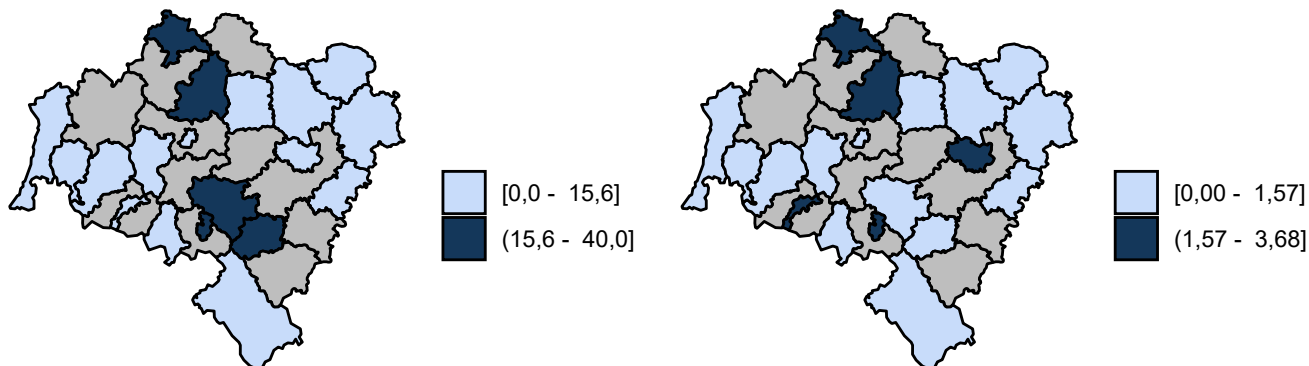 [0,0 - 15,6]
(15,6 - 40,0]
[0,00 - 1,57]
(1,57 - 3,68]